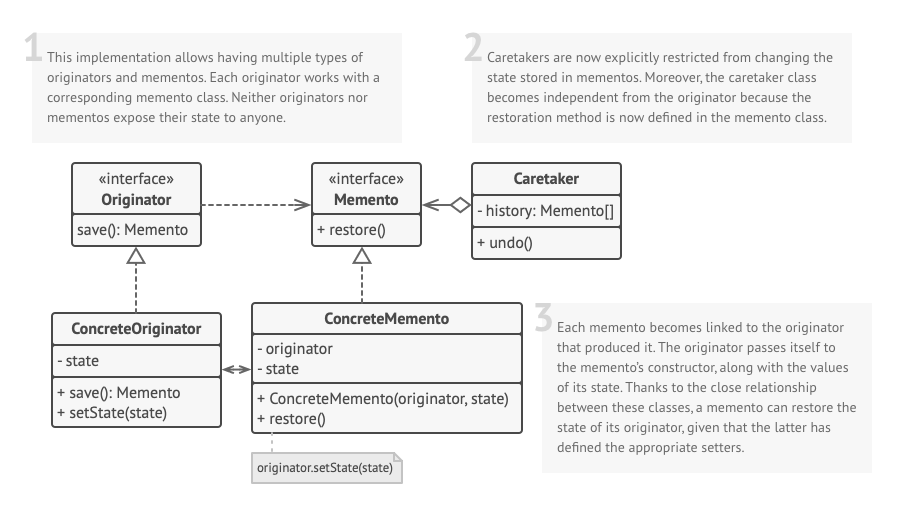 1
This implementation allows having multiple types of
originators and mementos. Each originator works with a
corresponding memento class. Neither originators nor
mementos expose their state to anyone.
2
Caretakers are now explicitly restricted from changing the
state stored in mementos. Moreover, the caretaker class
becomes independent from the originator because the
restoration method is now defined in the memento class.
«interface»
Originator
save(): Memento
«interface»
Memento
+ restore()
Caretaker
- history: Memento[]
+ undo()
ConcreteOriginator
- state
+ save(): Memento
+ setState(state)
ConcreteMemento
- originator
- state
+ ConcreteMemento(originator, state)
+ restore()
originator.setState(state)
3
Each memento becomes linked to the originator
that produced it. The originator passes itself to
the memento’s constructor, along with the values
of its state. Thanks to the close relationship
between these classes, a memento can restore the
state of its originator, given that the latter has
defined the appropriate setters.